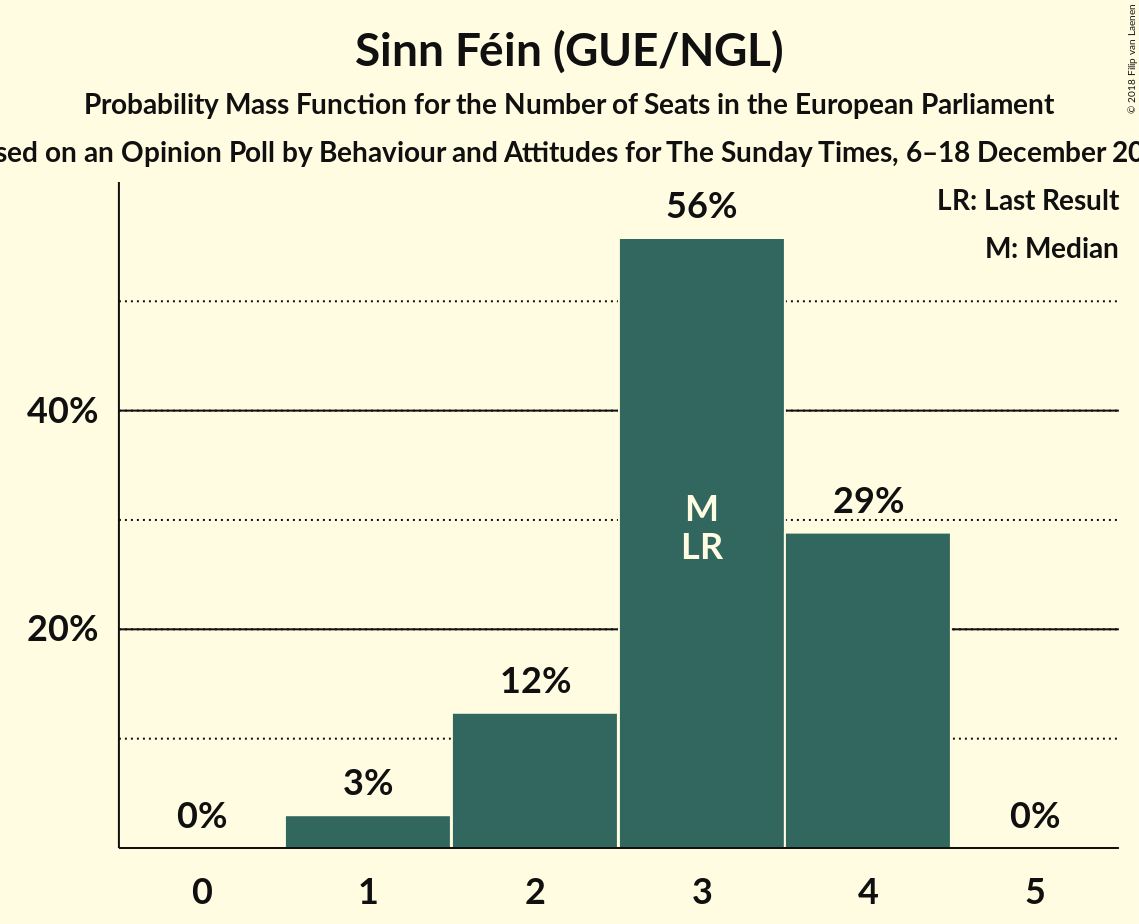 Sinn Féin (GUE/NGL)
Probability Mass Function for the Number of Seats in the European Parliament
on an Opinion Poll by Behaviour and Attitudes for The Sunday Times, 6–18 December
© 2018 Filip van Laenen
LR: Last Result
M: Median
56%
40%
M
LR
29%
20%
12%
3%
0%
0%
0 1 2 3 4 5